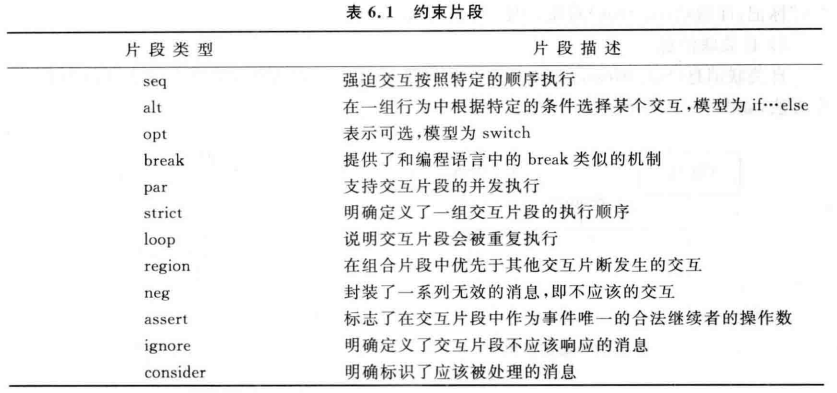 表 6.1 约束片段
片段类型 片段描述
seq 强迫交互按照特定的顺序执行
alt 在一组行为中根据特定的条件选择某个交互,模型为 if…else
opt 表示可选,模型为 switch
break 提供了和编程语言中的 break 类似的机制
par 支持交互片段的并发执行
strict 明确定义了一组交互片段的执行顺序
loop 说明交互片段会被重复执行
region 在组合片段中优先于其他交互片断发生的交互
neg 封装了一系列无效的消息,即不应该的交互
assert 标志了在交互片段中作为事件唯一的合法继续者的操作数
ignore 明确定义了交互片段不应该响应的消息
consider 明确标识了应该被处理的消息